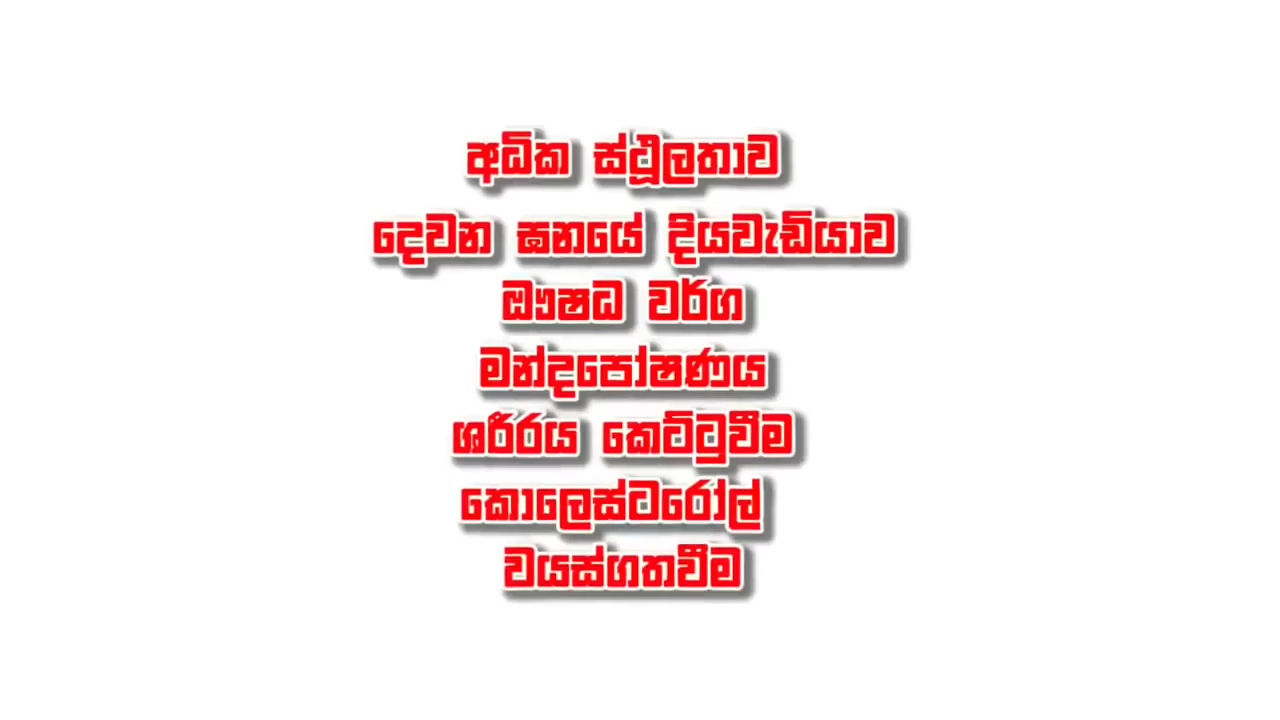 අධික ස්ථූලතාව
දෙවන ඝනයේ දියවැඩියාව
ඖෂධ වර්ග
මන්දපෝෂණය
ශරීරය කෙට්ටුවීම
කොලෙස්ටරෝල්
වයස්ගතවීම